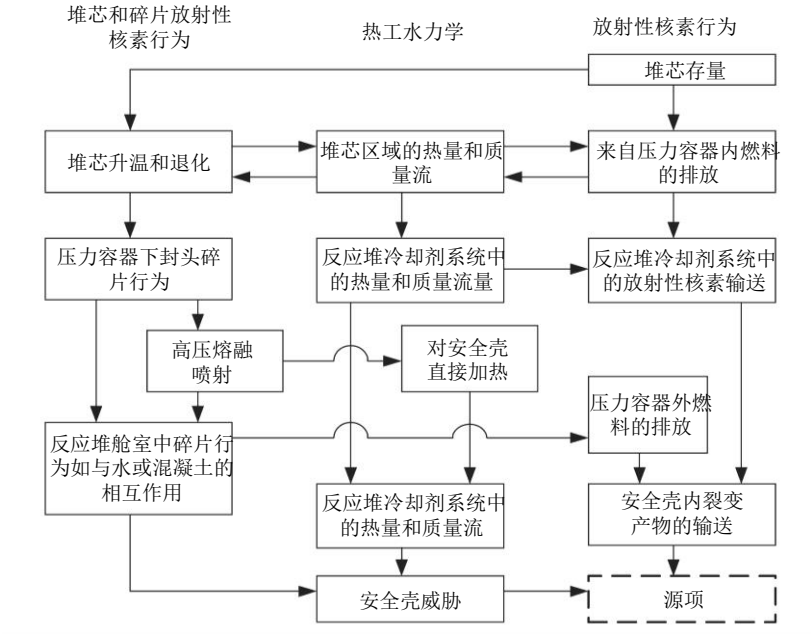 堆芯和碎片放射性
核素行为
热工水力学
放射性核素行为
堆芯存量
堆芯升温和退化
堆芯区域的热量和质
量流
来自压力容器内燃料
的排放
压力容器下封头碎
片行为
反应堆冷却剂系统中
的热量和质量流量
反应堆冷却剂系统中
的放射性核素输送
高压熔融
喷射
对安全壳
直接加热
压力容器外燃
料的排放
反应堆舱室中碎片行
为如与水或混凝土的
相互作用
反应堆冷却剂系统中
的热量和质量流
安全壳内裂变
产物的输送
安全壳威胁
源项